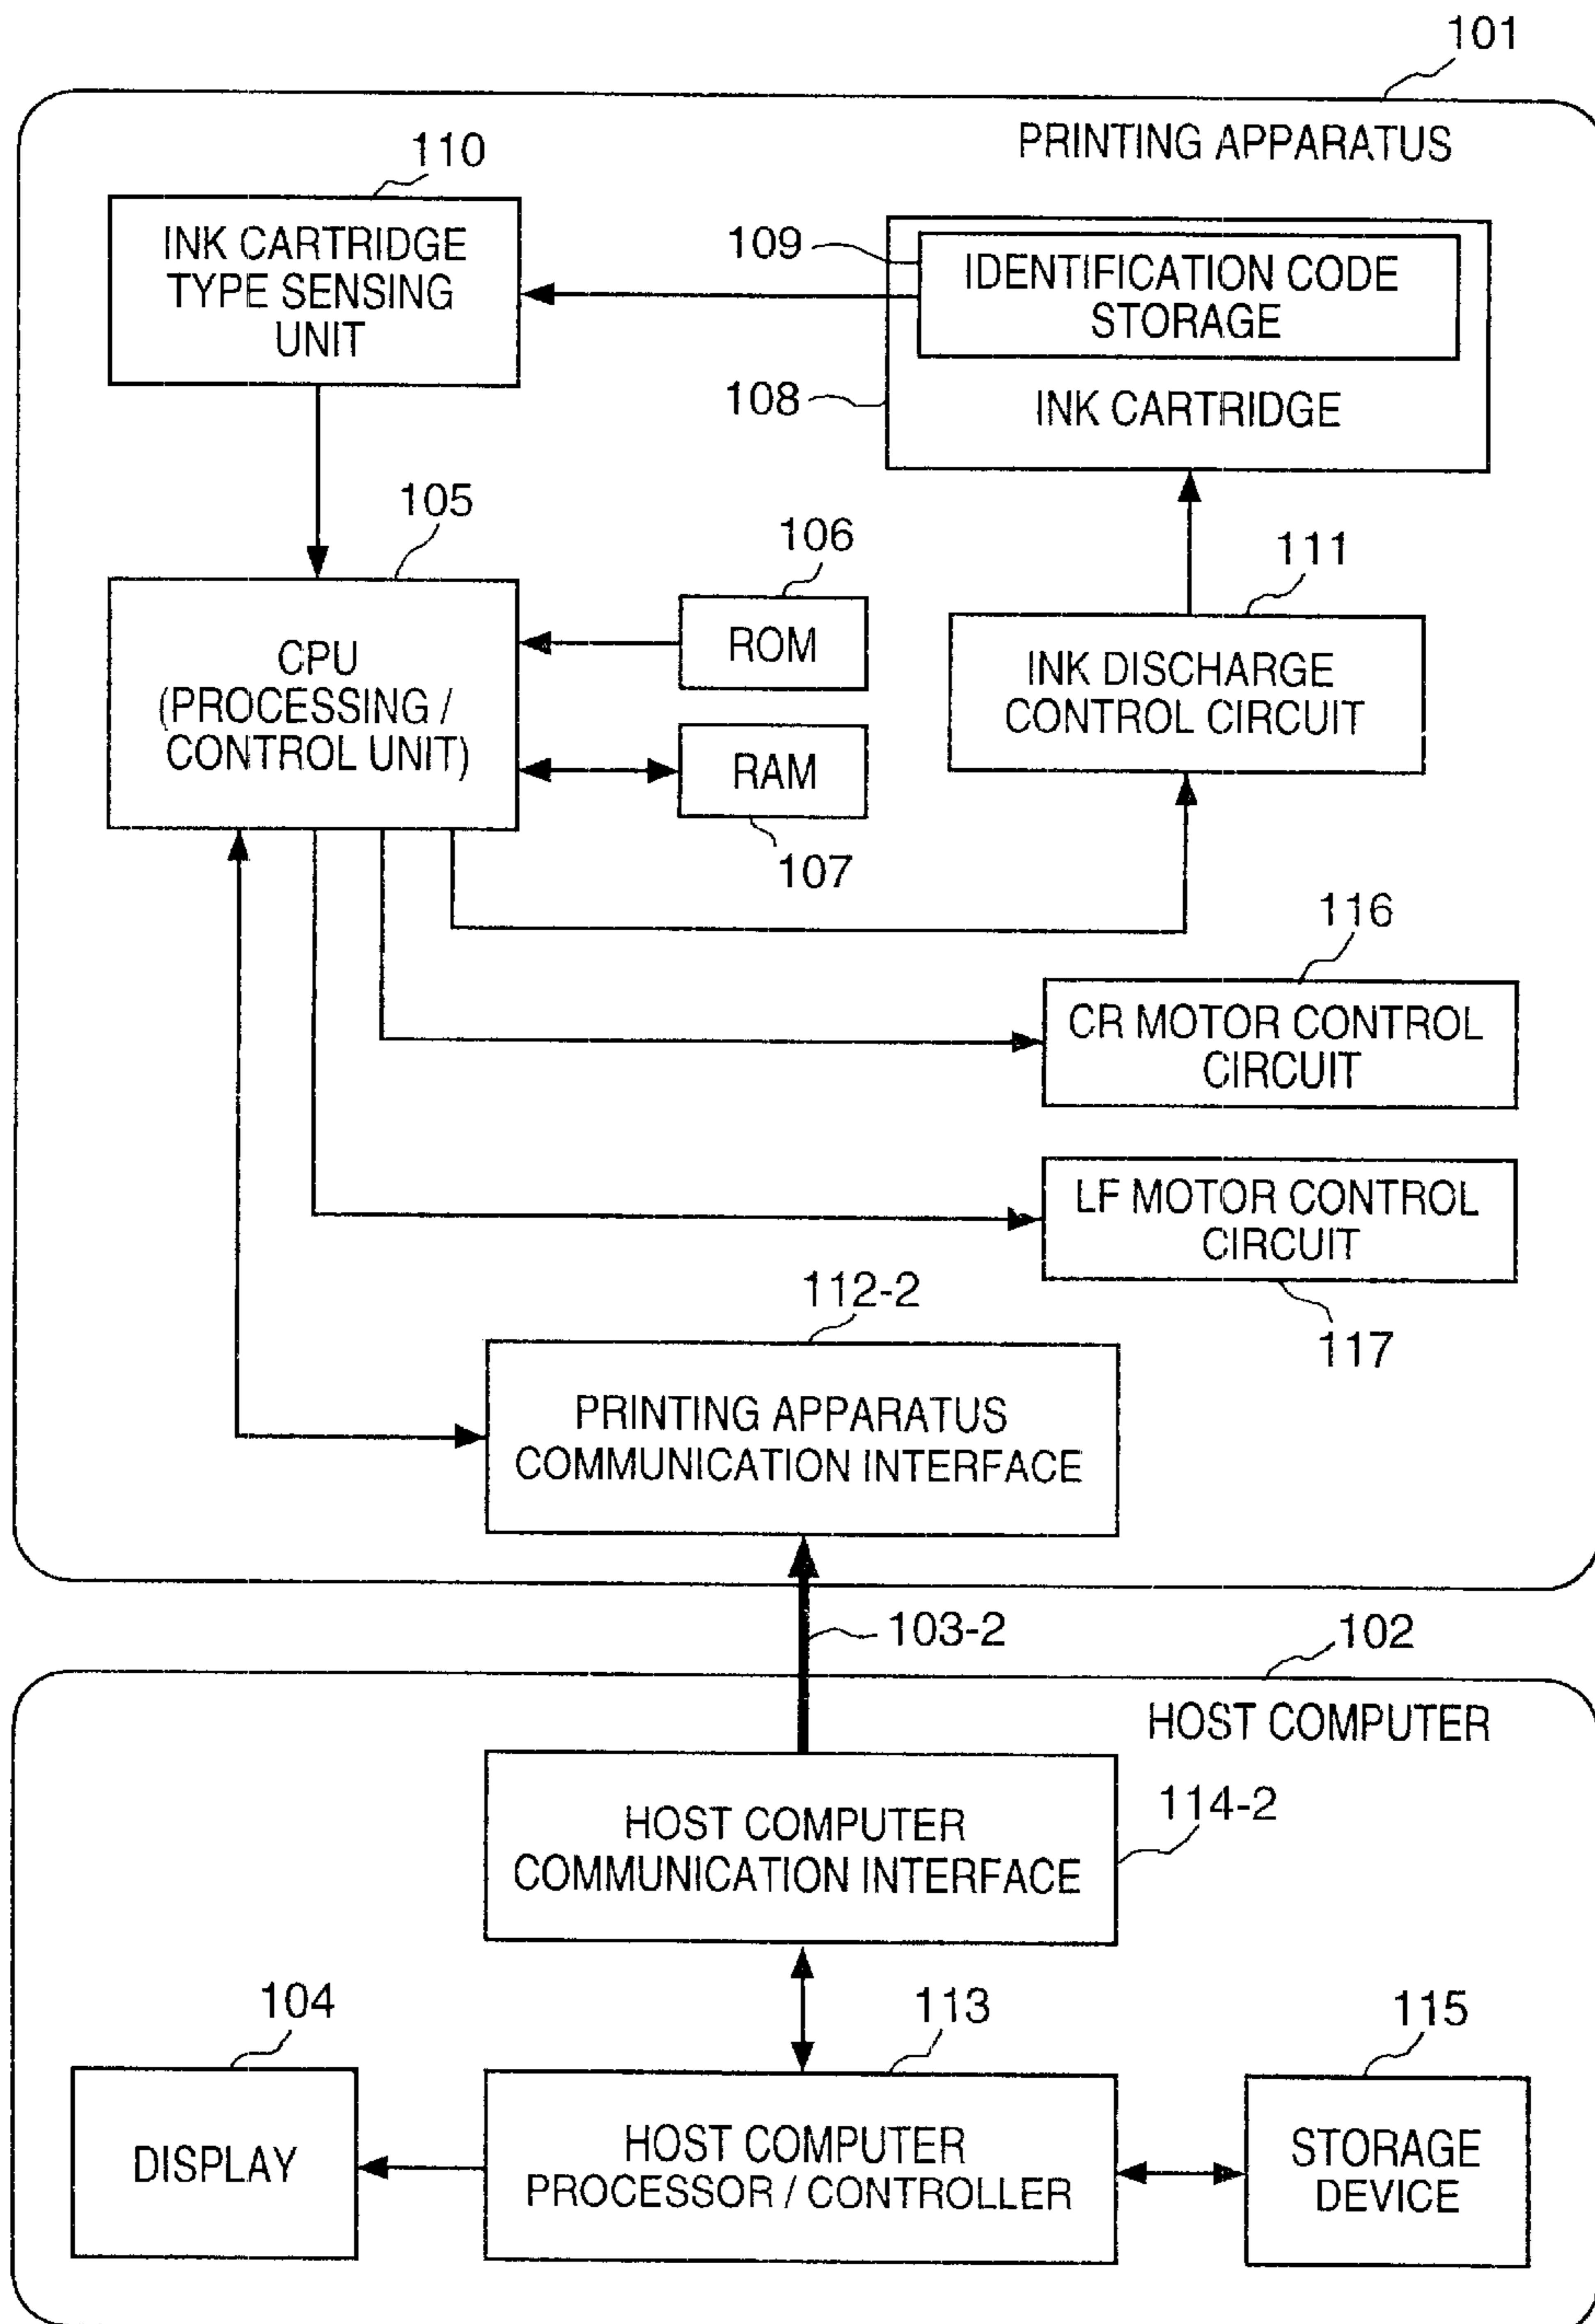 101
PRINTING APPARATUS
110
INK CARTRIDGE
TYPE SENSING
UNIT
109
IDENTIFICATION CODE
STORAGE
108
INK CARTRIDGE
105
CPU
(PROCESSING /
CONTROL UNIT)
106
ROM
RAM
107
111
INK DISCHARGE
CONTROL CIRCUIT
116
CR MOTOR CONTROL
CIRCUIT
LF MOTOR CONTROL
CIRCUIT
117
112-2
PRINTING APPARATUS
COMMUNICATION INTERFACE
103-2
102
HOST COMPUTER
HOST COMPUTER
COMMUNICATION INTERFACE
114-2
104
DISPLAY
113
HOST COMPUTER
PROCESSOR / CONTROLLER
115
STORAGE
DEVICE